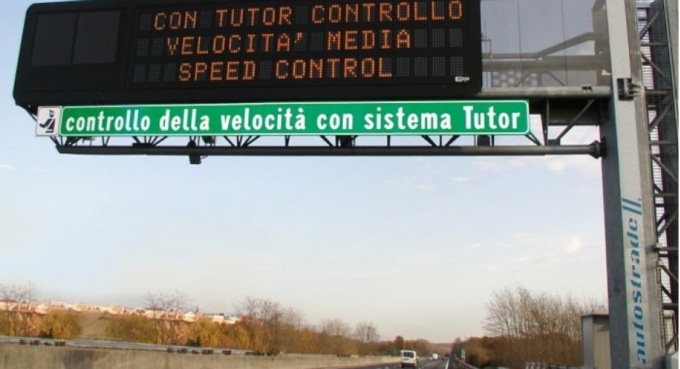 CON TUTOR CONTROLLO
VELOCITA' MEDIA
SPEED CONTROL
controllo della velocità con sistema Tutor
autostrade //